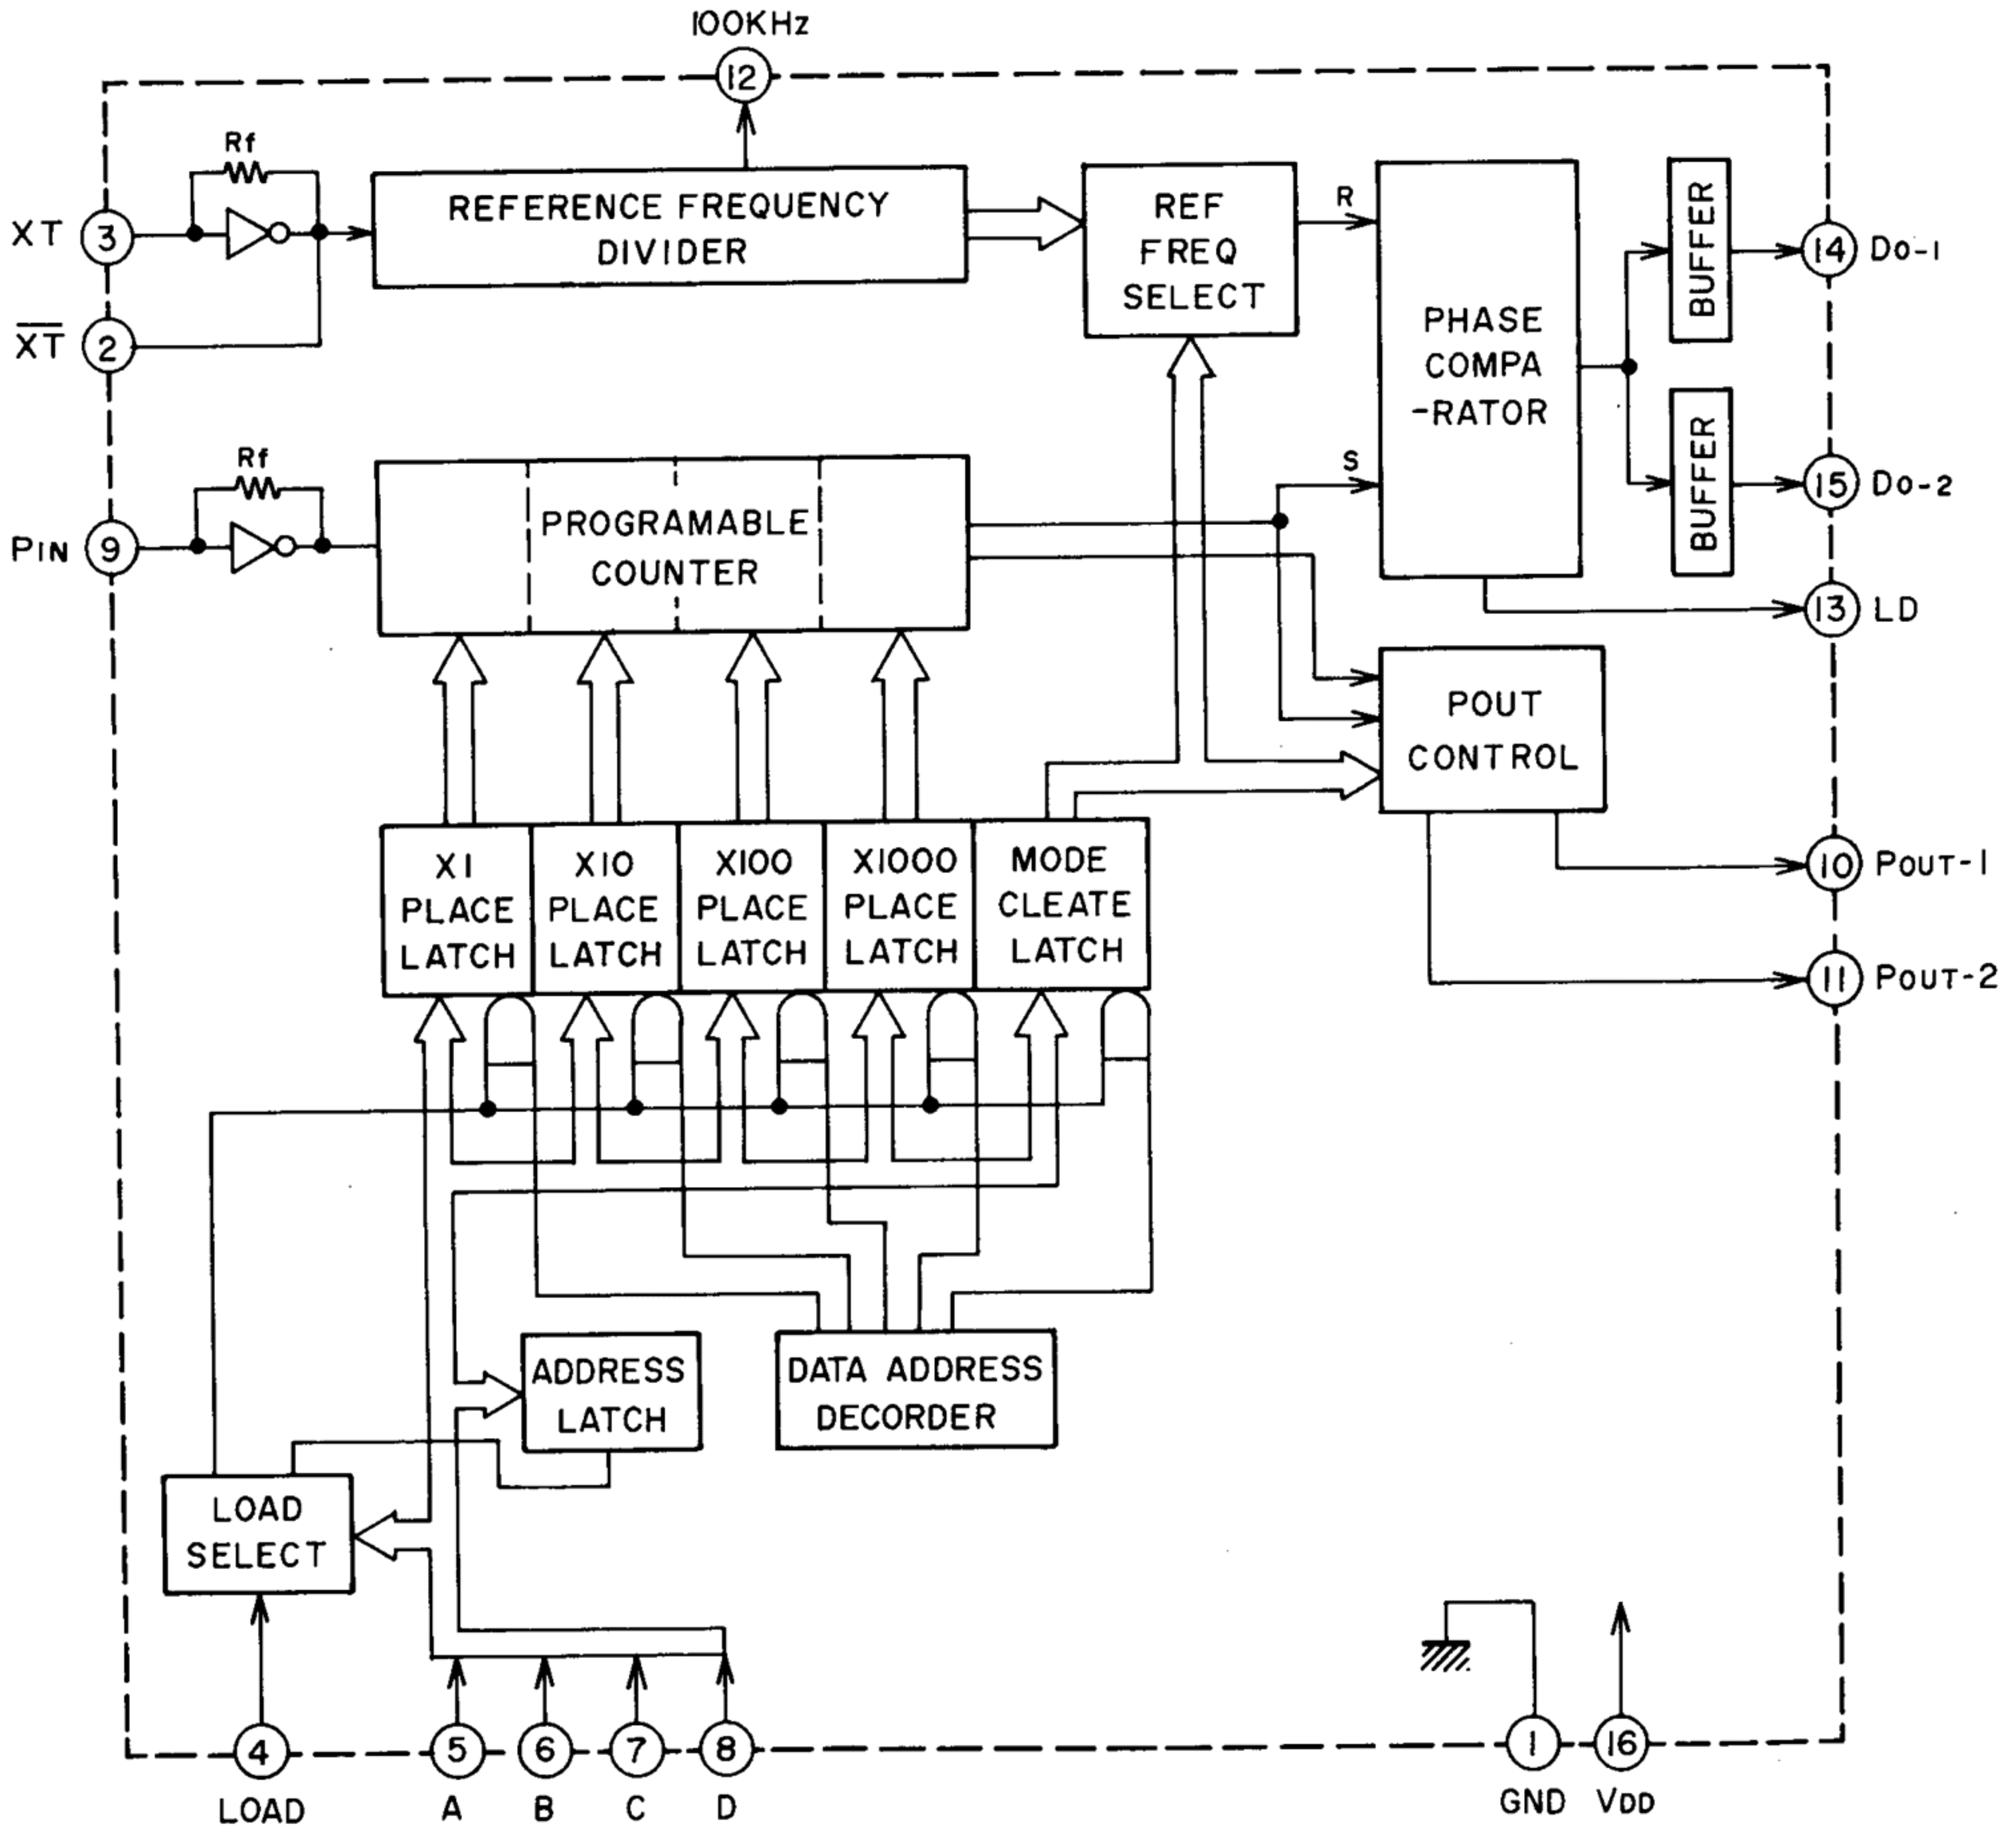 100KHz
12
Rf
XT
3
REFERENCE FREQUENCY
DIVIDER
REF
FREQ
SELECT
R
PHASE
COMPA
-RATOR
BUFFER
14
Do-1
XT
2
Rf
PIN
9
PROGRAMABLE
COUNTER
S
BUFFER
15
Do-2
13
LD
POUT
CONTROL
10
POUT-1
11
POUT-2
X1
PLACE
LATCH
X10
PLACE
LATCH
X100
PLACE
LATCH
X1000
PLACE
LATCH
MODE
CLEATE
LATCH
ADDRESS
LATCH
DATA ADDRESS
DECORDER
LOAD
SELECT
4
5
6
7
8
1
16
LOAD
A
B
C
D
GND
VDD